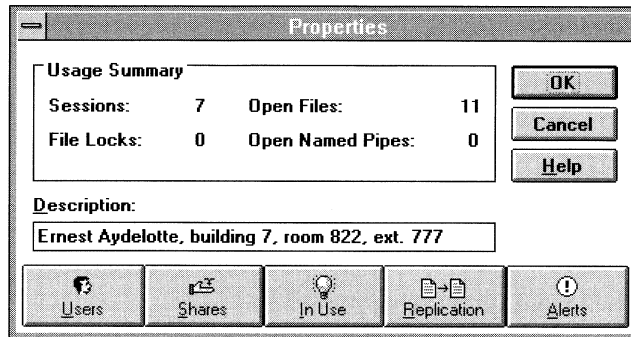 Properties
Usage Summary
Sessions: 7 Open Files: 11
File Locks: 0 Open Named Pipes: 0
OK
Cancel
Help
Description:
Ernest Aydelotte, building 7, room 822, ext. 777
Users Shares In Use Replication Alerts